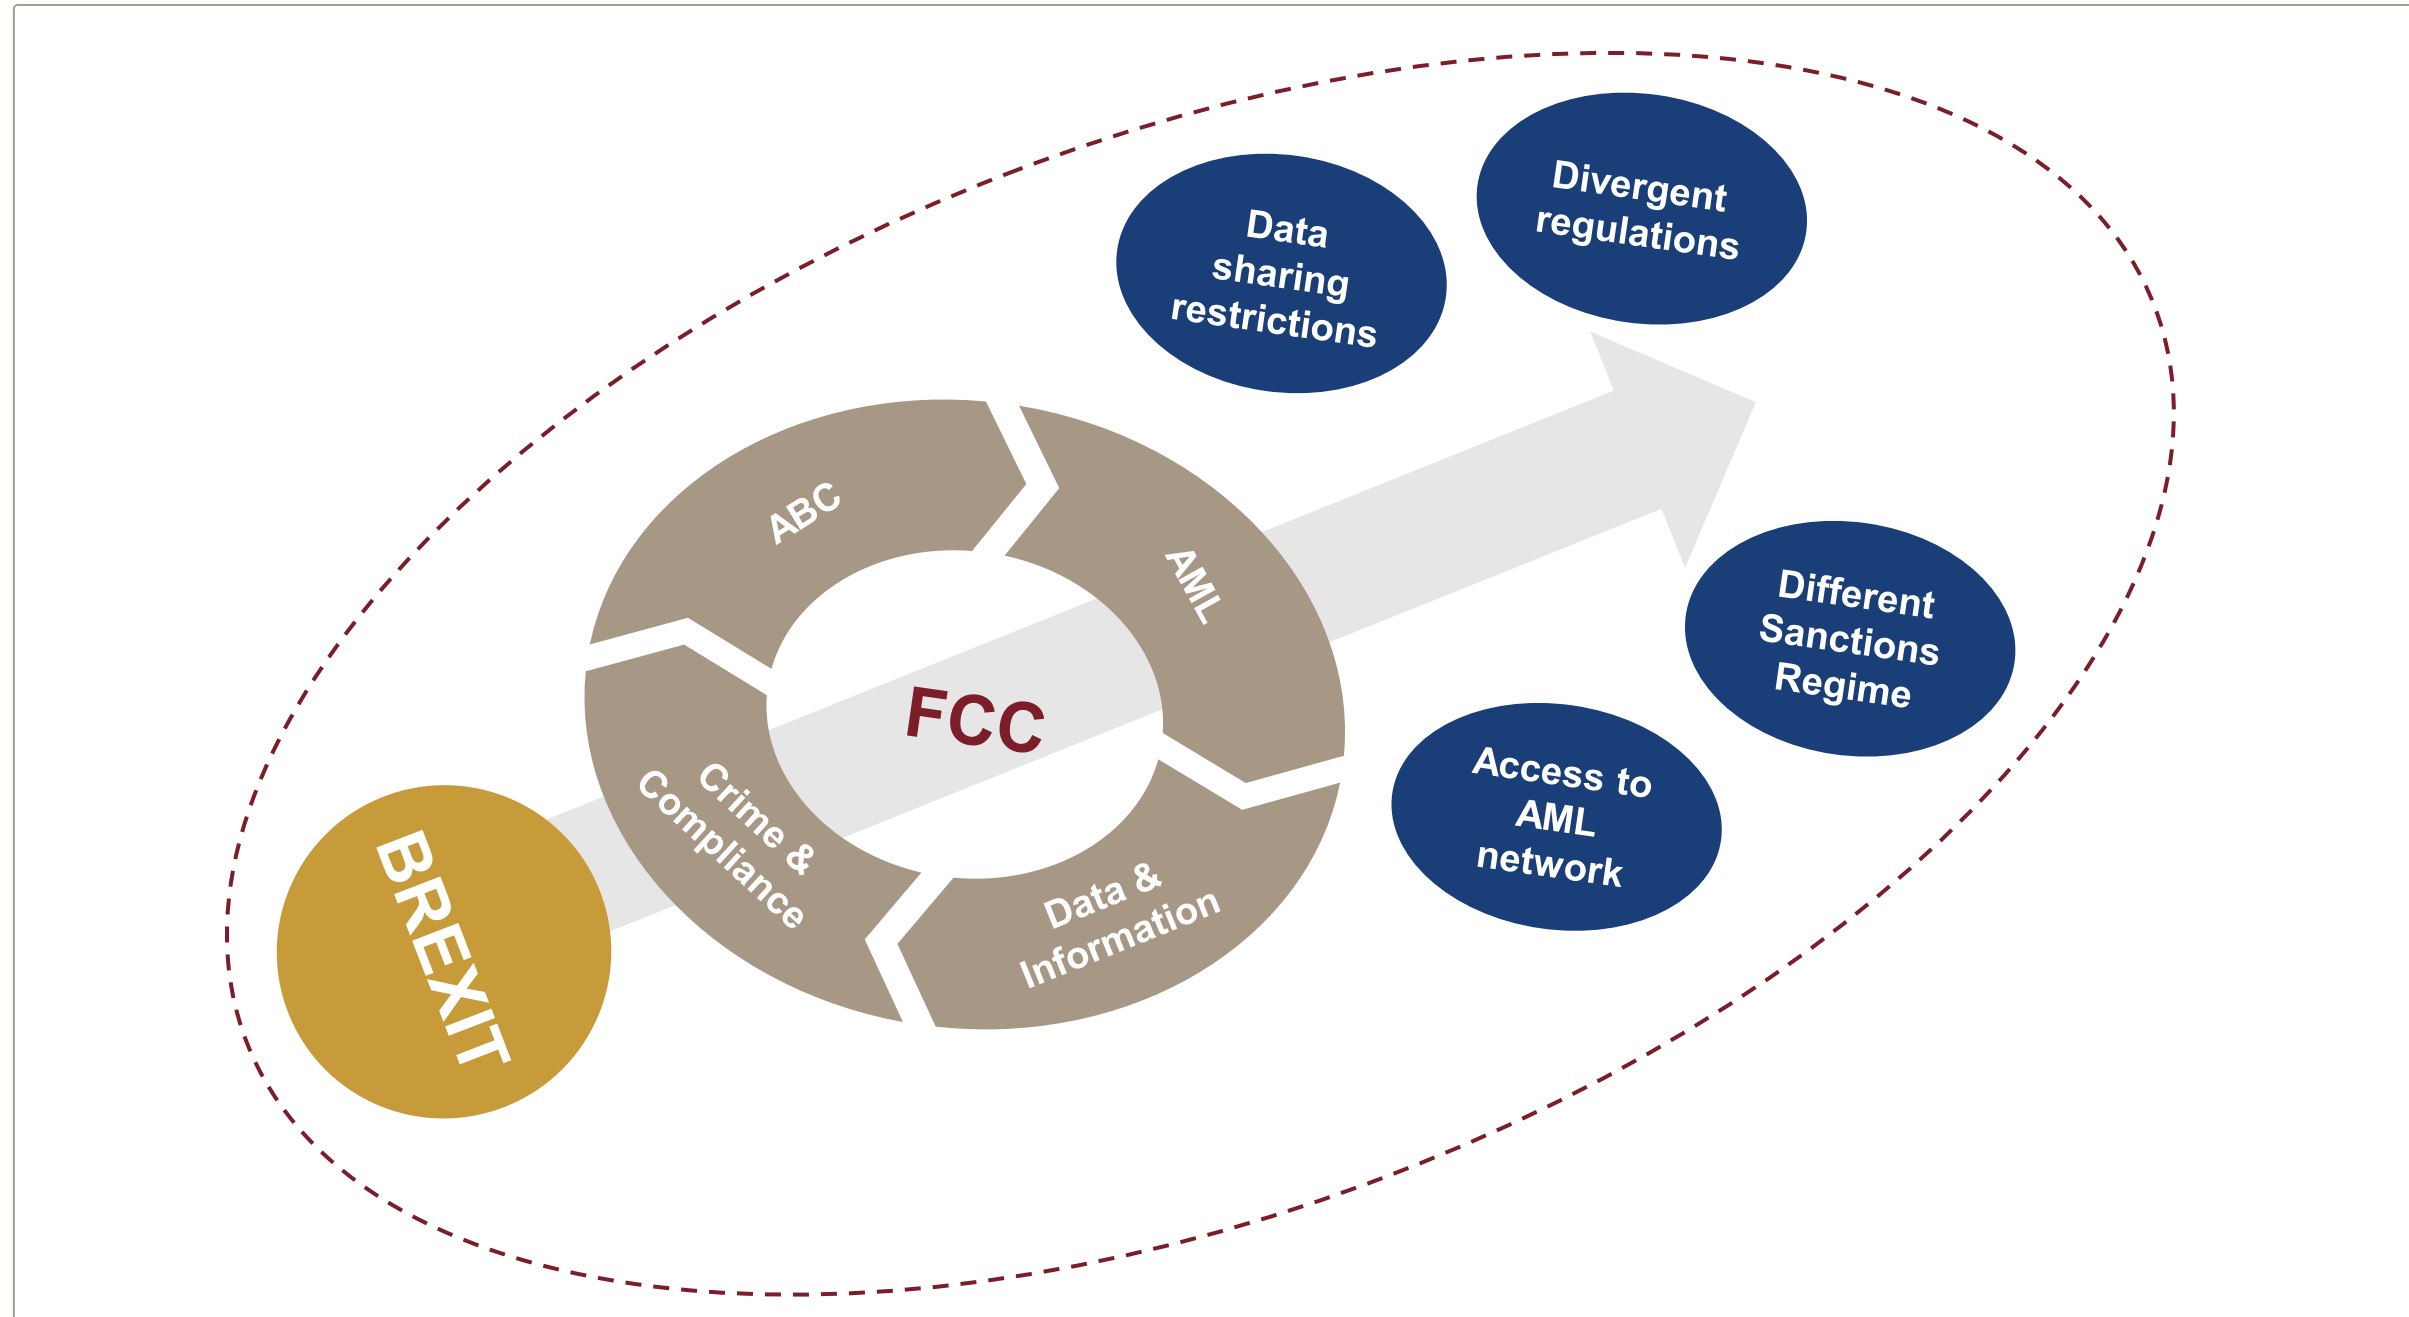 Divergent
regulations
Data
sharing
restrictions
ABC
AML
Different
Sanctions
Regime
FCC
Access to
AML
network
Crime &
Compliance
Data &
Information
BREXIT